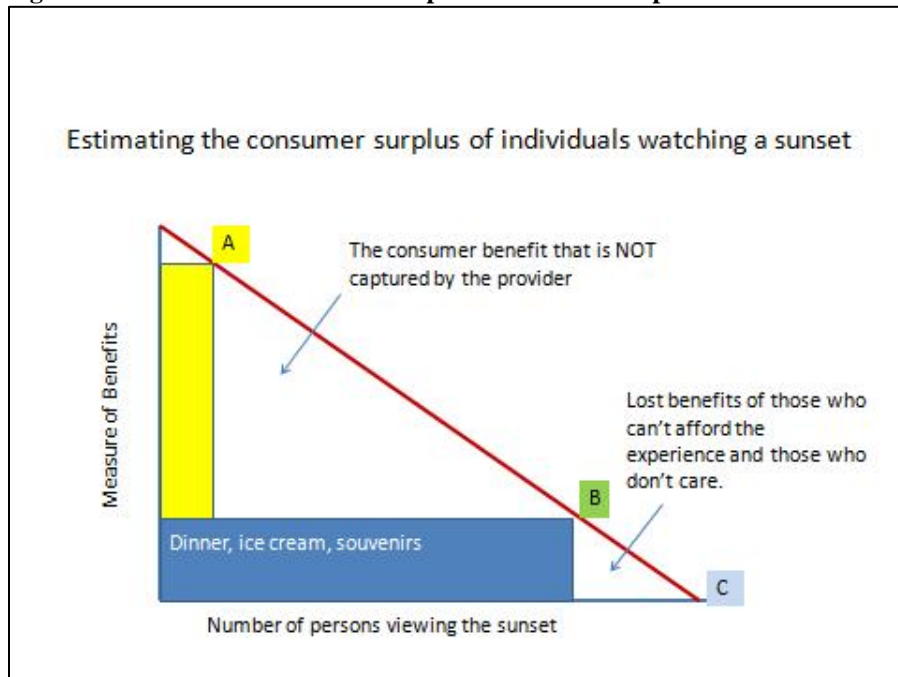 Estimating the consumer surplus of individuals watching a sunset
A
The consumer benefit that is NOT
captured by the provider
Measure of Benefits
Lost benefits of those who
can't afford the
experience and those who
don't care.
B
Dinner, ice cream, souvenirs
C
Number of persons viewing the sunset